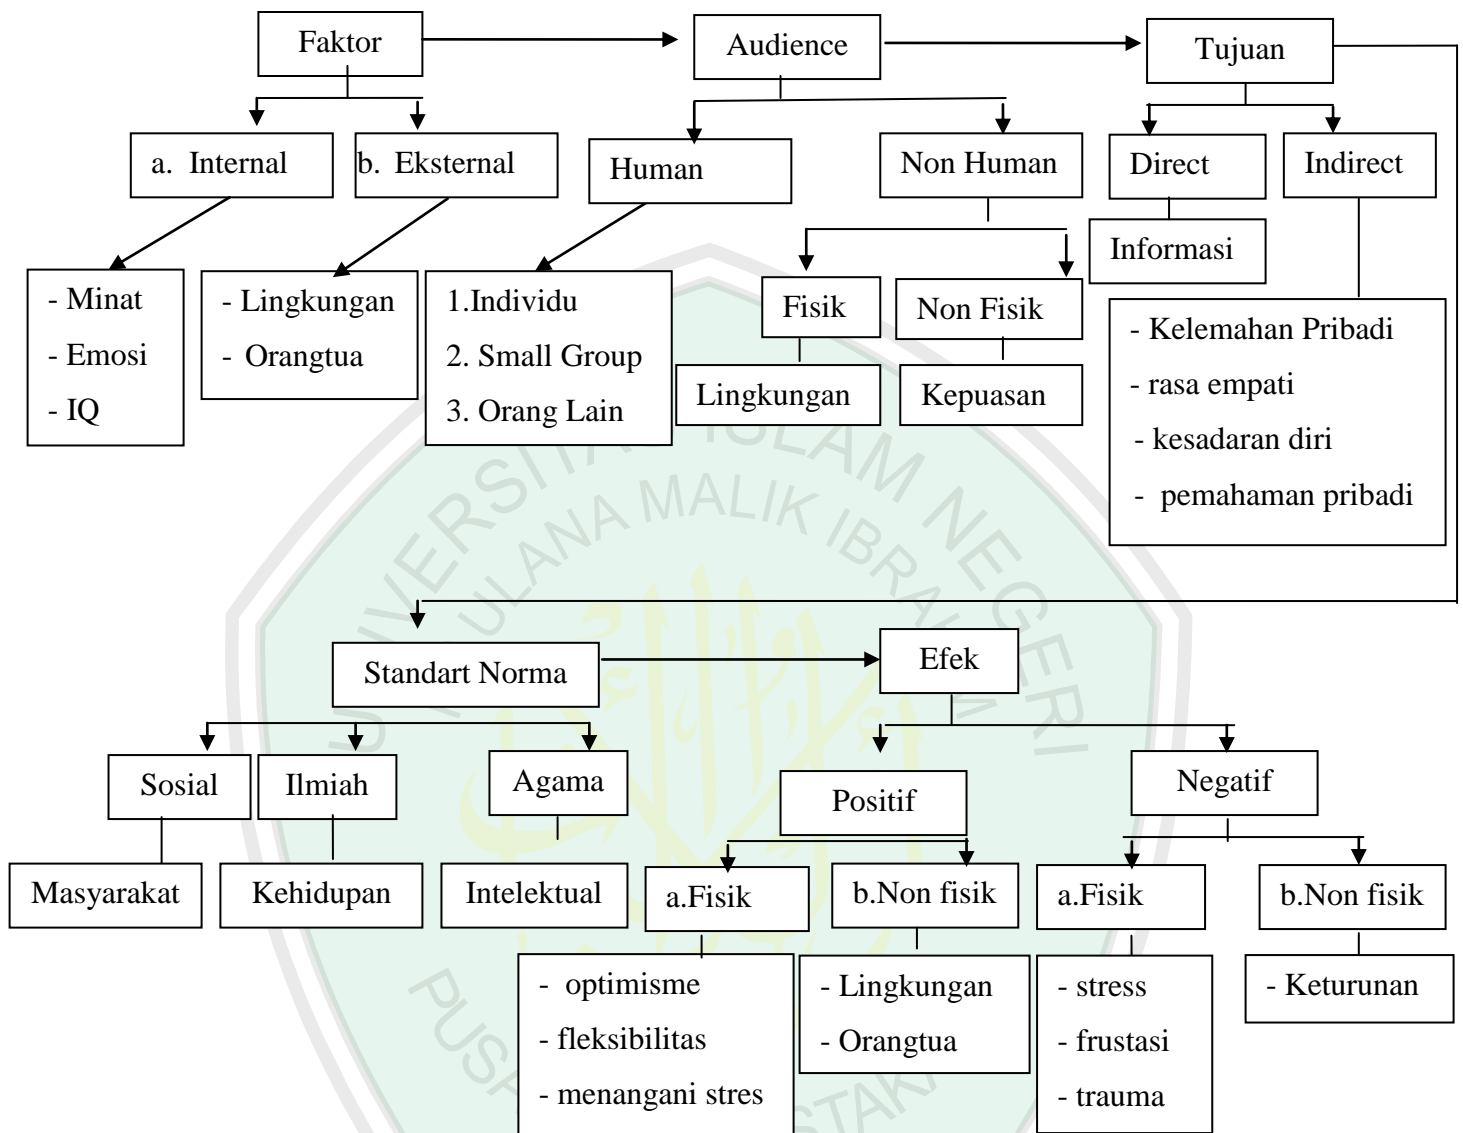 Faktor
Audience
Tujuan
a. Internal
b. Eksternal
Human
Non Human
Direct
Indirect
Informasi
- Minat
- Emosi
- IQ
- Lingkungan
- Orangtua
1.Individu
2. Small Group
3. Orang Lain
Fisik
Non Fisik
Lingkungan
Kepuasan
- Kelemahan Pribadi
- rasa empati
- kesadaran diri
- pemahaman pribadi
Standart Norma
Efek
Sosial
Ilmiah
Agama
Positif
Negatif
Masyarakat
Kehidupan
Intelektual
a.Fisik
b.Non fisik
a.Fisik
b.Non fisik
- optimisme
- fleksibilitas
- menangani stres
- Lingkungan
- Orangtua
- stress
- frustasi
- trauma
- Keturunan
ISLAM NEGERI
MALIK